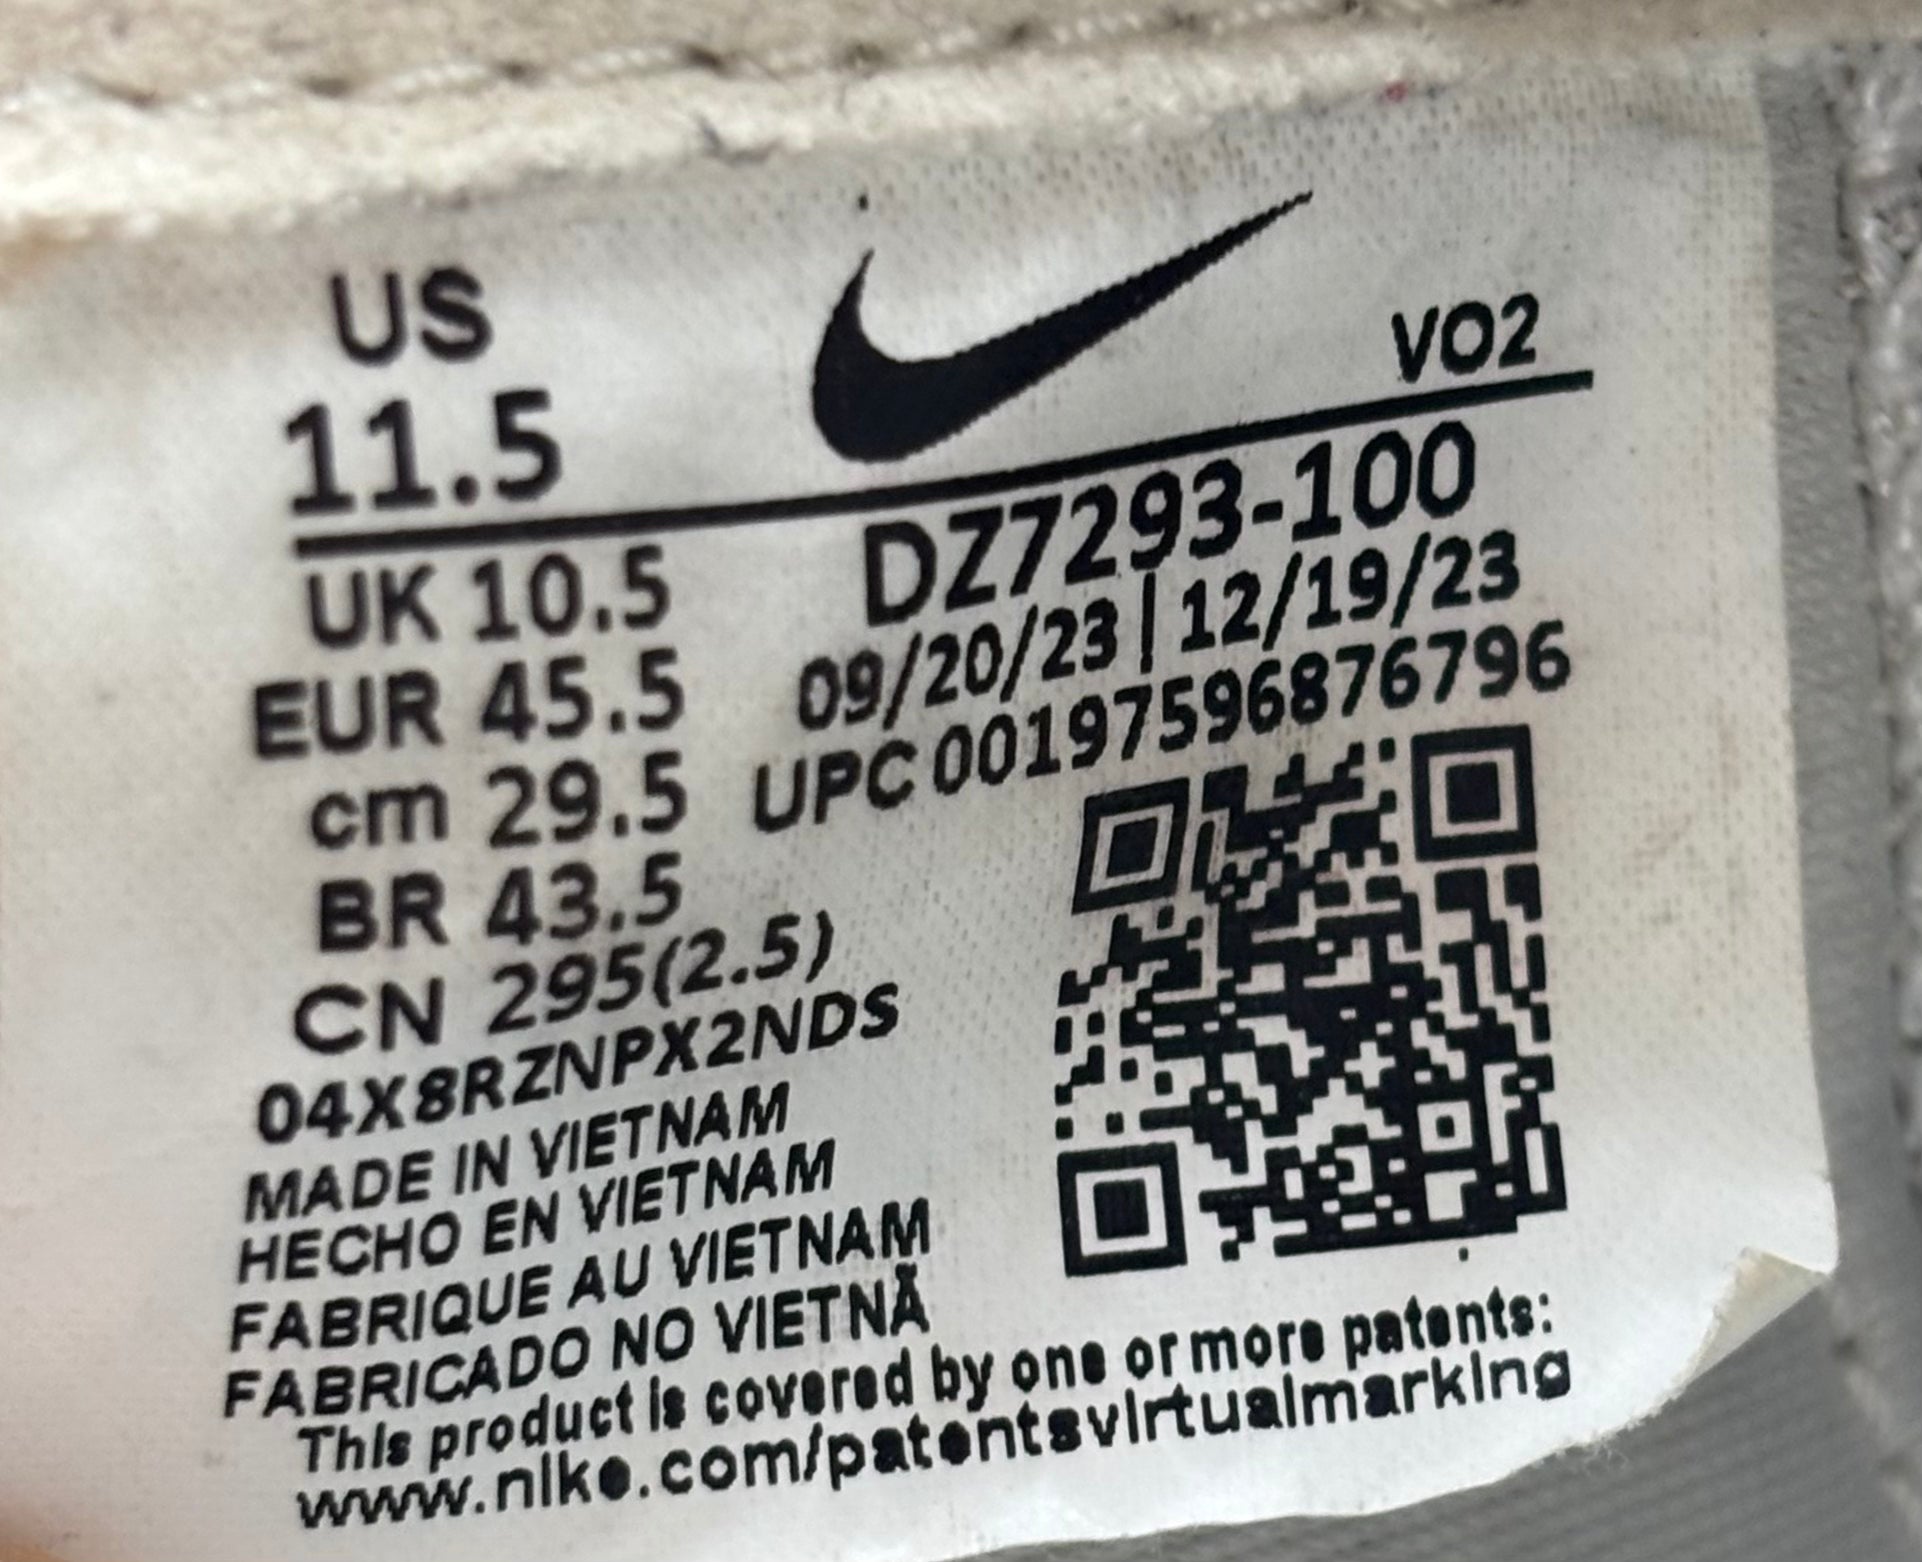 US
11.5
VO2
UK 10.5
EUR 45.5
cm 29.5
BR 43.5
CN 295(2.5)
DZ7293-100
09/20/23 | 12/19/23
UPC 00197596876796
04X8RZNPX2NDS
MADE IN VIETNAM
HECHO EN VIETNAM
FABRIQUE AU VIETNAM
FABRICADO NO VIETNÃ
This product is covered by one or more patents:
www.nike.com/patentsvirtualmarking